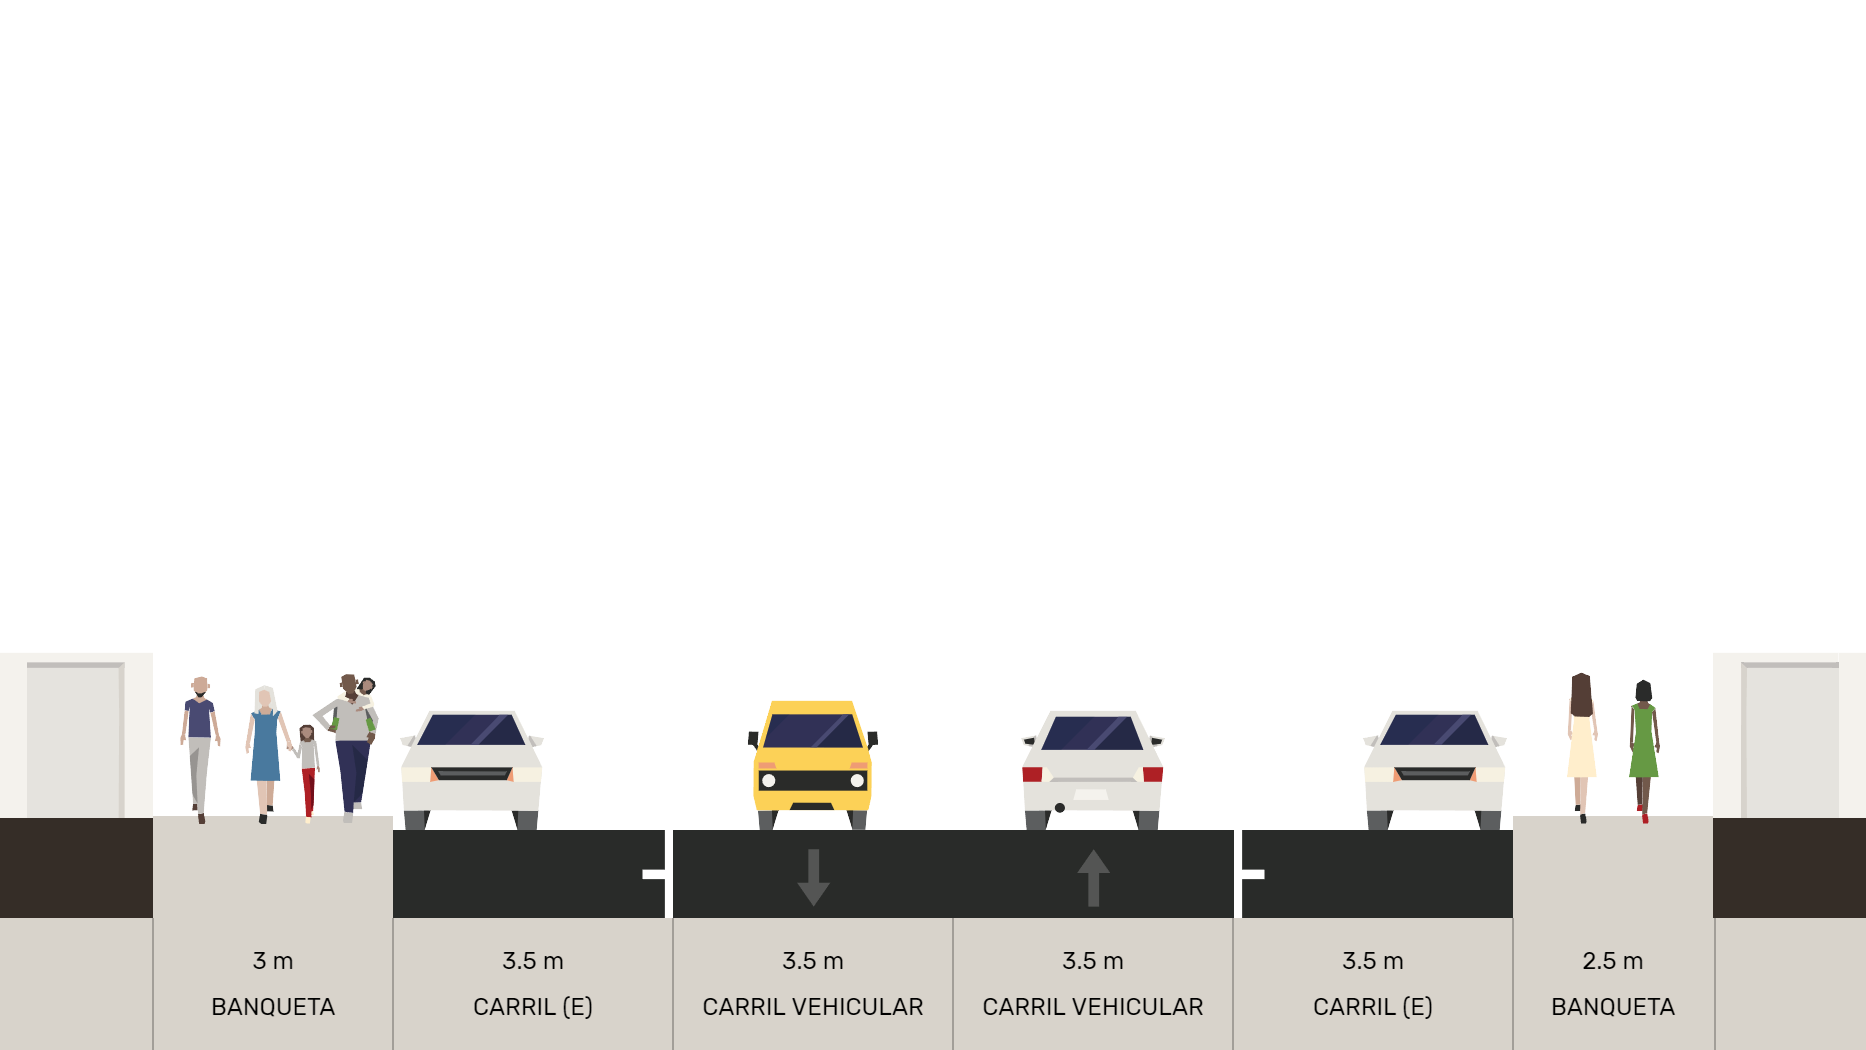 3 m
BANQUETA
3.5 m
CARRIL (E)
3.5 m
CARRIL VEHICULAR
3.5 m
CARRIL VEHICULAR
3.5 m
CARRIL (E)
2.5 m
BANQUETA